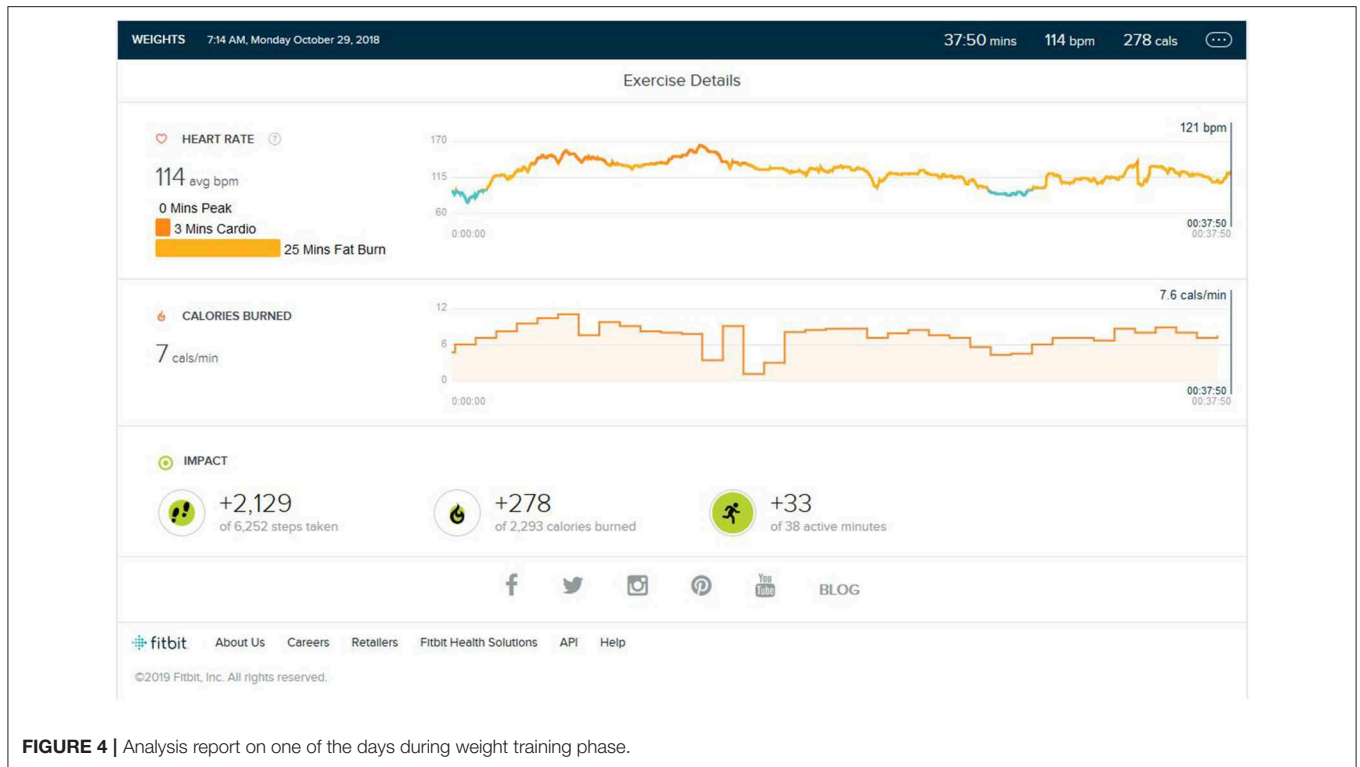 WEIGHTS 7:14 AM, Monday October 29, 2018 37:50 mins 114 bpm 278 cals
Exercise Details
HEART RATE ?
114 avg bpm
0 Mins Peak
3 Mins Cardio
25 Mins Fat Burn
121 bpm
170
115
60
0:00:00
00:37:50
00:37:50
CALORIES BURNED
7 cals/min
7.6 cals/min
12
6
0
0:00:00
00:37:50
00:37:50
IMPACT
+2,129
of 6,252 steps taken
+278
of 2,293 calories burned
+33
of 38 active minutes
You Tube BLOG
fitbit About Us Careers Retailers Fitbit Health Solutions API Help
©2019 Fitbit, Inc. All rights reserved.
FIGURE 4 | Analysis report on one of the days during weight training phase.